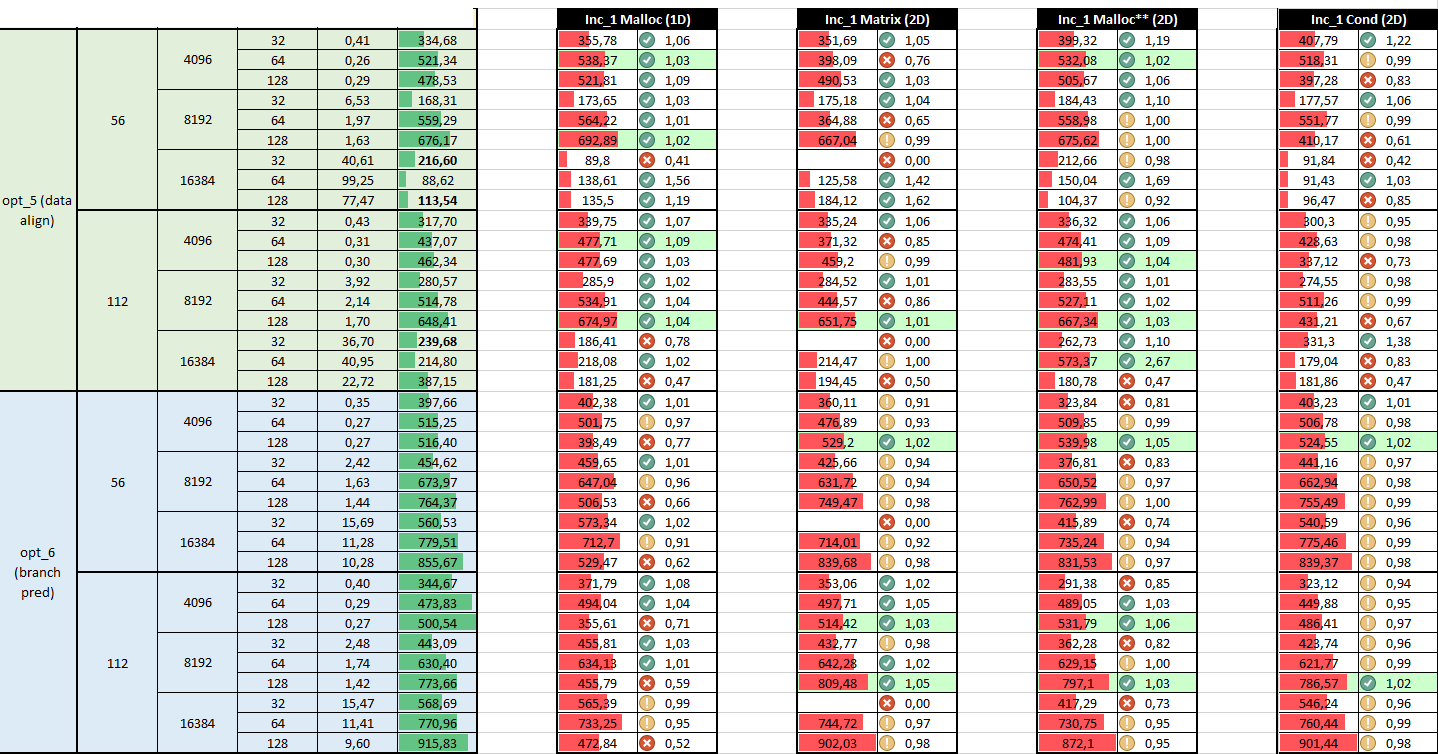 Inc_1 Malloc (1D) Inc_1 Matrix (2D) Inc_1 Malloc** (2D) Inc_1 Cond (2D)
opt_5 (data align) 56 4096 32 0,41 334,68 355,78 1,06 351,69 1,05 399,32 1,19 407,79 1,22
64 0,26 521,34 538,37 1,03 398,09 0,76 532,08 1,02 518,31 0,99
128 0,29 478,53 521,81 1,09 490,53 1,03 505,67 1,06 397,28 0,83
8192 32 6,53 168,31 173,65 1,03 175,18 1,04 184,43 1,10 177,57 1,06
64 1,97 559,29 564,22 1,01 364,88 0,65 558,98 1,00 551,77 0,99
128 1,63 676,17 692,89 1,02 667,04 0,99 675,62 1,00 410,17 0,61
16384 32 40,61 216,60 89,8 0,41 0,00 212,66 0,98 91,84 0,42
64 99,25 88,62 138,61 1,56 125,58 1,42 150,04 1,69 91,43 1,03
128 77,47 113,54 135,5 1,19 184,12 1,62 104,37 0,92 96,47 0,85
112 4096 32 0,43 317,70 339,75 1,07 335,24 1,06 336,32 1,06 300,3 0,95
64 0,31 437,07 477,71 1,09 371,32 0,85 474,41 1,09 428,63 0,98
128 0,30 462,34 477,69 1,03 459,2 0,99 481,93 1,04 337,12 0,73
8192 32 3,92 280,57 285,9 1,02 284,52 1,01 283,55 1,01 274,55 0,98
64 2,14 514,78 534,91 1,04 444,57 0,86 527,11 1,02 511,26 0,99
128 1,70 648,41 674,97 1,04 651,75 1,01 667,34 1,03 431,21 0,67
16384 32 36,70 239,68 186,41 0,78 0,00 262,73 1,10 331,3 1,38
64 40,95 214,80 218,08 1,02 214,47 1,00 573,37 2,67 179,04 0,83
128 22,72 387,15 181,25 0,47 194,45 0,50 180,78 0,47 181,86 0,47
opt_6 (branch pred) 56 4096 32 0,35 397,66 402,38 1,01 360,11 0,91 323,84 0,81 403,23 1,01
64 0,27 515,25 501,75 0,97 476,89 0,93 509,85 0,99 506,78 0,98
128 0,27 516,40 398,49 0,77 529,2 1,02 539,98 1,05 524,55 1,02
8192 32 2,42 454,62 459,65 1,01 425,66 0,94 376,81 0,83 441,16 0,97
64 1,63 673,97 647,04 0,96 631,72 0,94 650,52 0,97 662,94 0,98
128 1,44 764,37 506,53 0,66 749,47 0,98 762,99 1,00 755,49 0,99
16384 32 15,69 560,53 573,34 1,02 0,00 415,89 0,74 540,59 0,96
64 11,28 779,51 712,7 0,91 714,01 0,92 735,24 0,94 775,46 0,99
128 10,28 855,67 529,47 0,62 839,68 0,98 831,53 0,97 839,37 0,98
112 4096 32 0,40 344,67 371,79 1,08 353,06 1,02 291,38 0,85 323,12 0,94
64 0,29 473,83 494,04 1,04 497,71 1,05 489,05 1,03 449,88 0,95
128 0,27 500,54 355,61 0,71 514,42 1,03 531,79 1,06 486,41 0,97
8192 32 2,48 443,09 455,81 1,03 432,77 0,98 362,28 0,82 423,74 0,96
64 1,74 630,40 634,13 1,01 642,28 1,02 629,15 1,00 621,77 0,99
128 1,42 773,66 455,79 0,59 809,48 1,05 797,1 1,03 786,57 1,02
16384 32 15,47 568,69 565,39 0,99 0,00 417,29 0,73 546,24 0,96
64 11,41 770,96 733,25 0,95 744,72 0,97 730,75 0,95 760,44 0,99
128 9,60 915,83 472,84 0,52 902,03 0,98 872,1 0,95 901,44 0,98